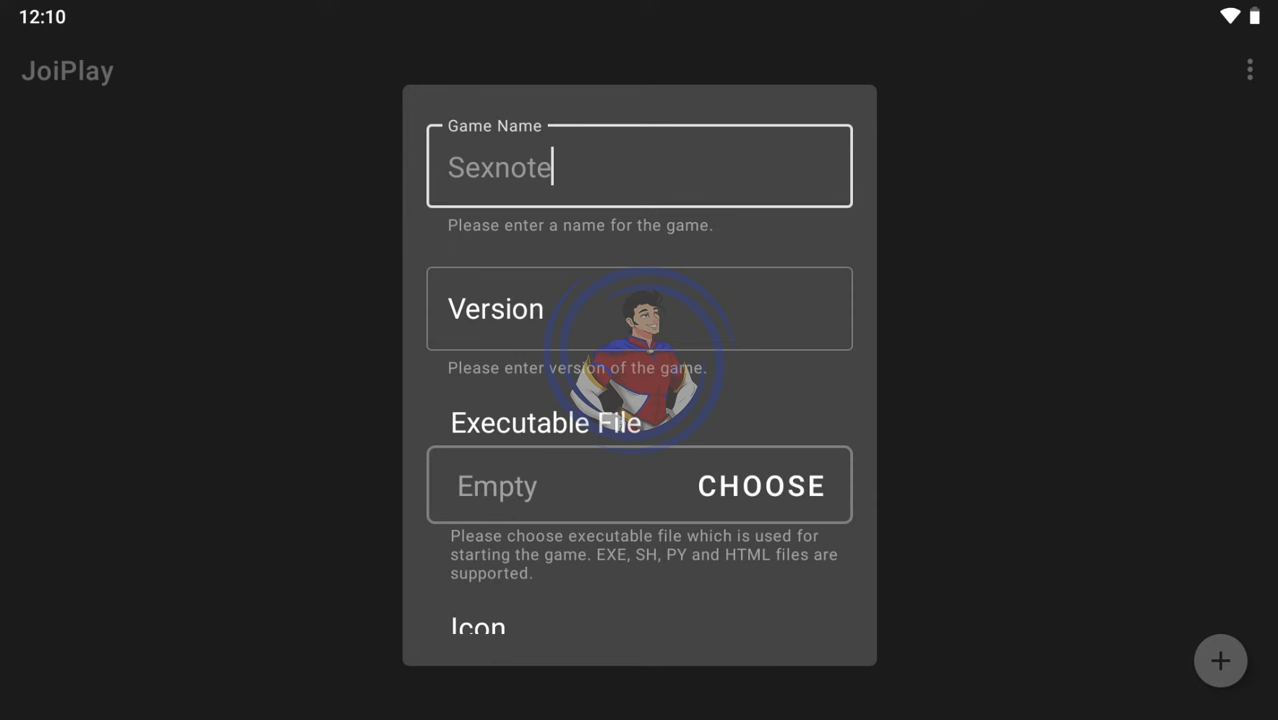 12:10
JoiPlay
Game Name
Sexnote
Please enter a name for the game.
Version
Please enter version of the game.
Executable File
Empty CHOOSE
Please choose executable file which is used for
starting the game. EXE, SH, PY and HTML files are
supported.
Icon